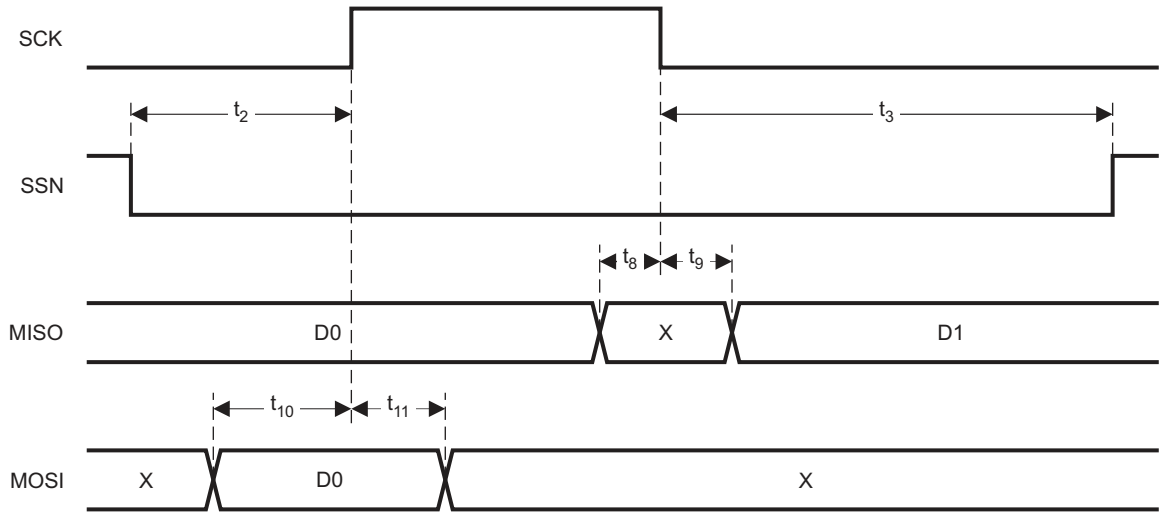 SCK
t2
t3
SSN
t8 t9
MISO D0 X D1
t10 t11
MOSI X D0 X